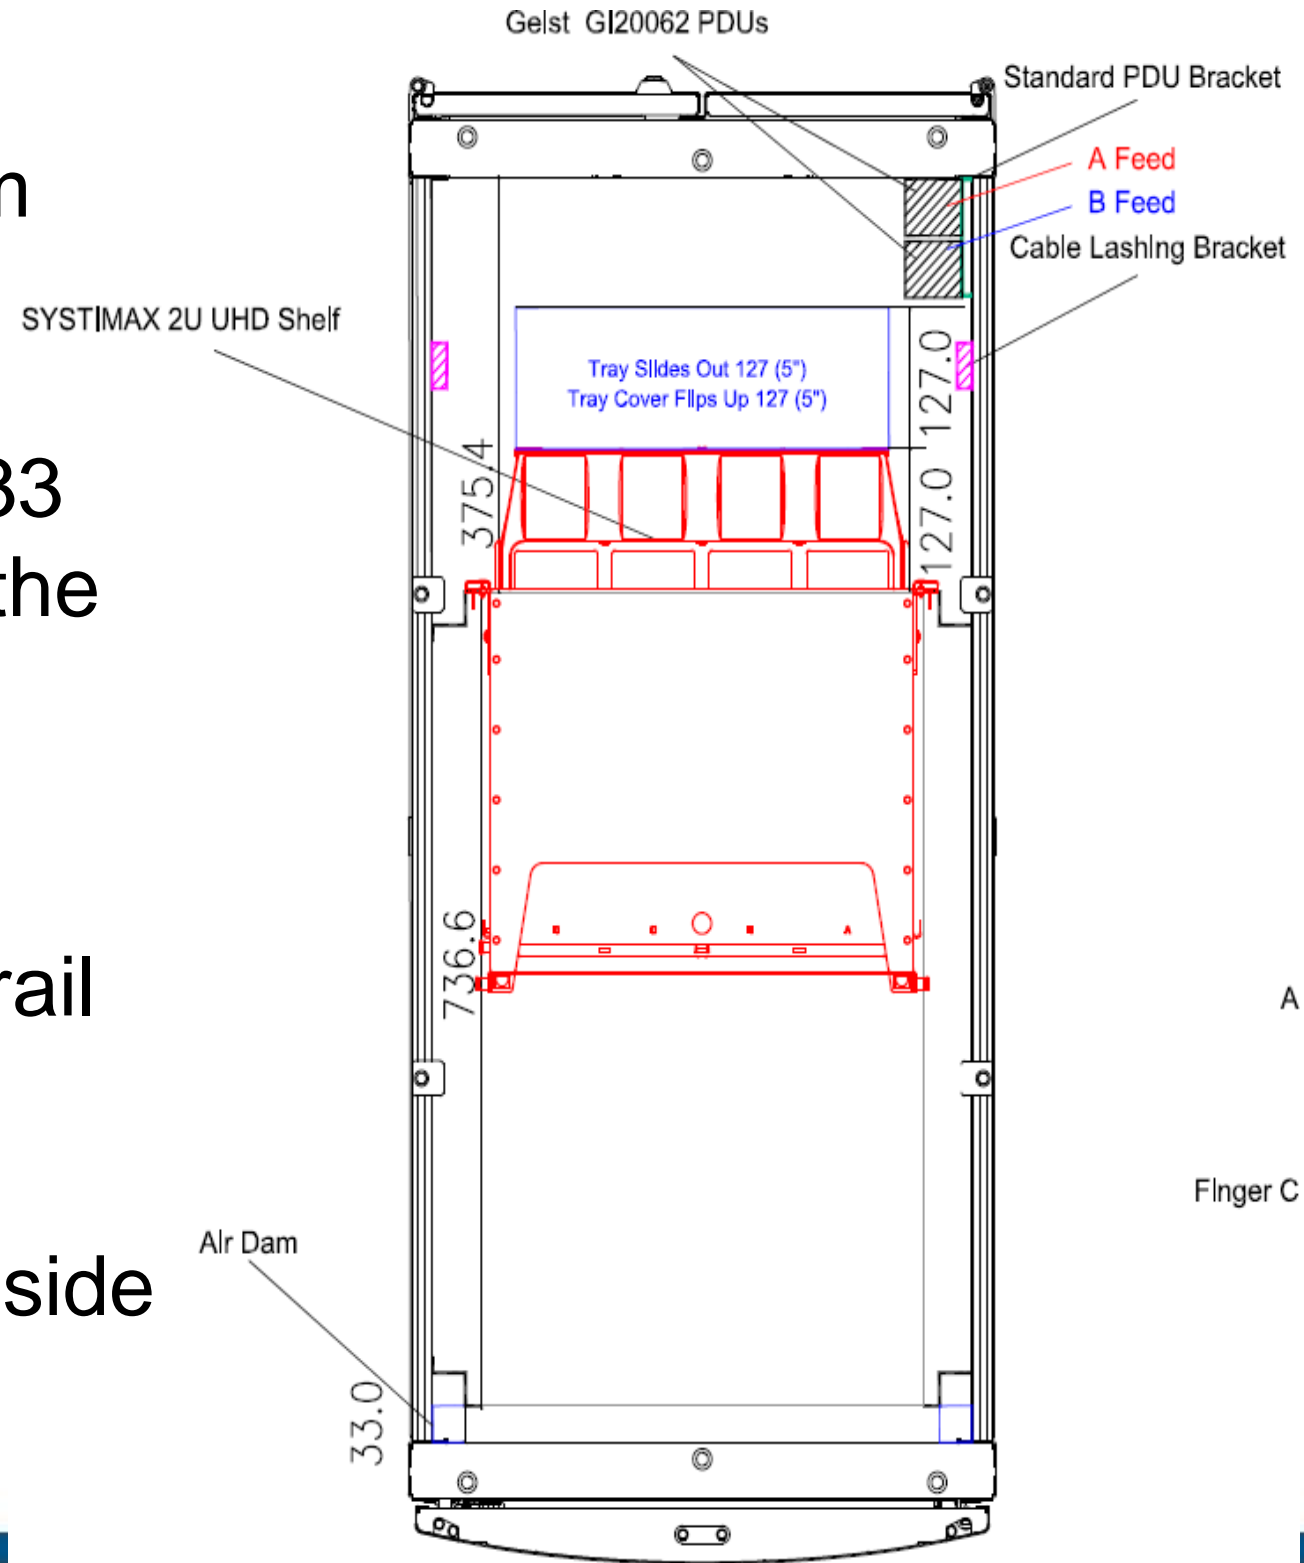 Geist GI20062 PDUs
Standard PDU Bracket
A Feed
B Feed
Cable Lashing Bracket
SYSTIMAX 2U UHD Shelf
Tray Slides Out 127 (5")
Tray Cover Flips Up 127 (5")
127.0
375.4
127.0
33
the
736.6
rail
A
Finger C
Air Dam
side
33.0